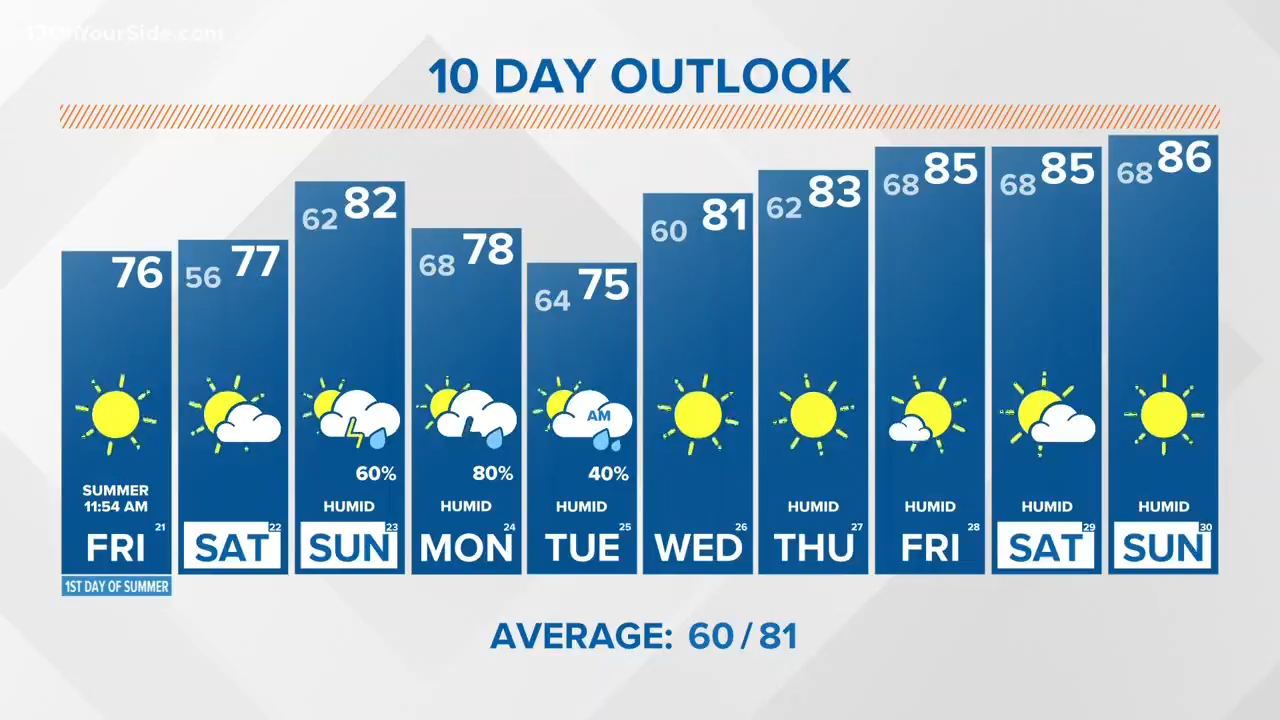 13OnYourSide.com
10 DAY OUTLOOK
76
SUMMER
11:54 AM
21
FRI
1ST DAY OF SUMMER
56 77
22
SAT
62 82
60%
HUMID
23
SUN
68 78
80%
HUMID
24
MON
64 75
AM
40%
HUMID
25
TUE
60 81
26
WED
62 83
HUMID
27
THU
68 85
HUMID
28
FRI
68 85
HUMID
29
SAT
68 86
HUMID
30
SUN
AVERAGE: 60/81